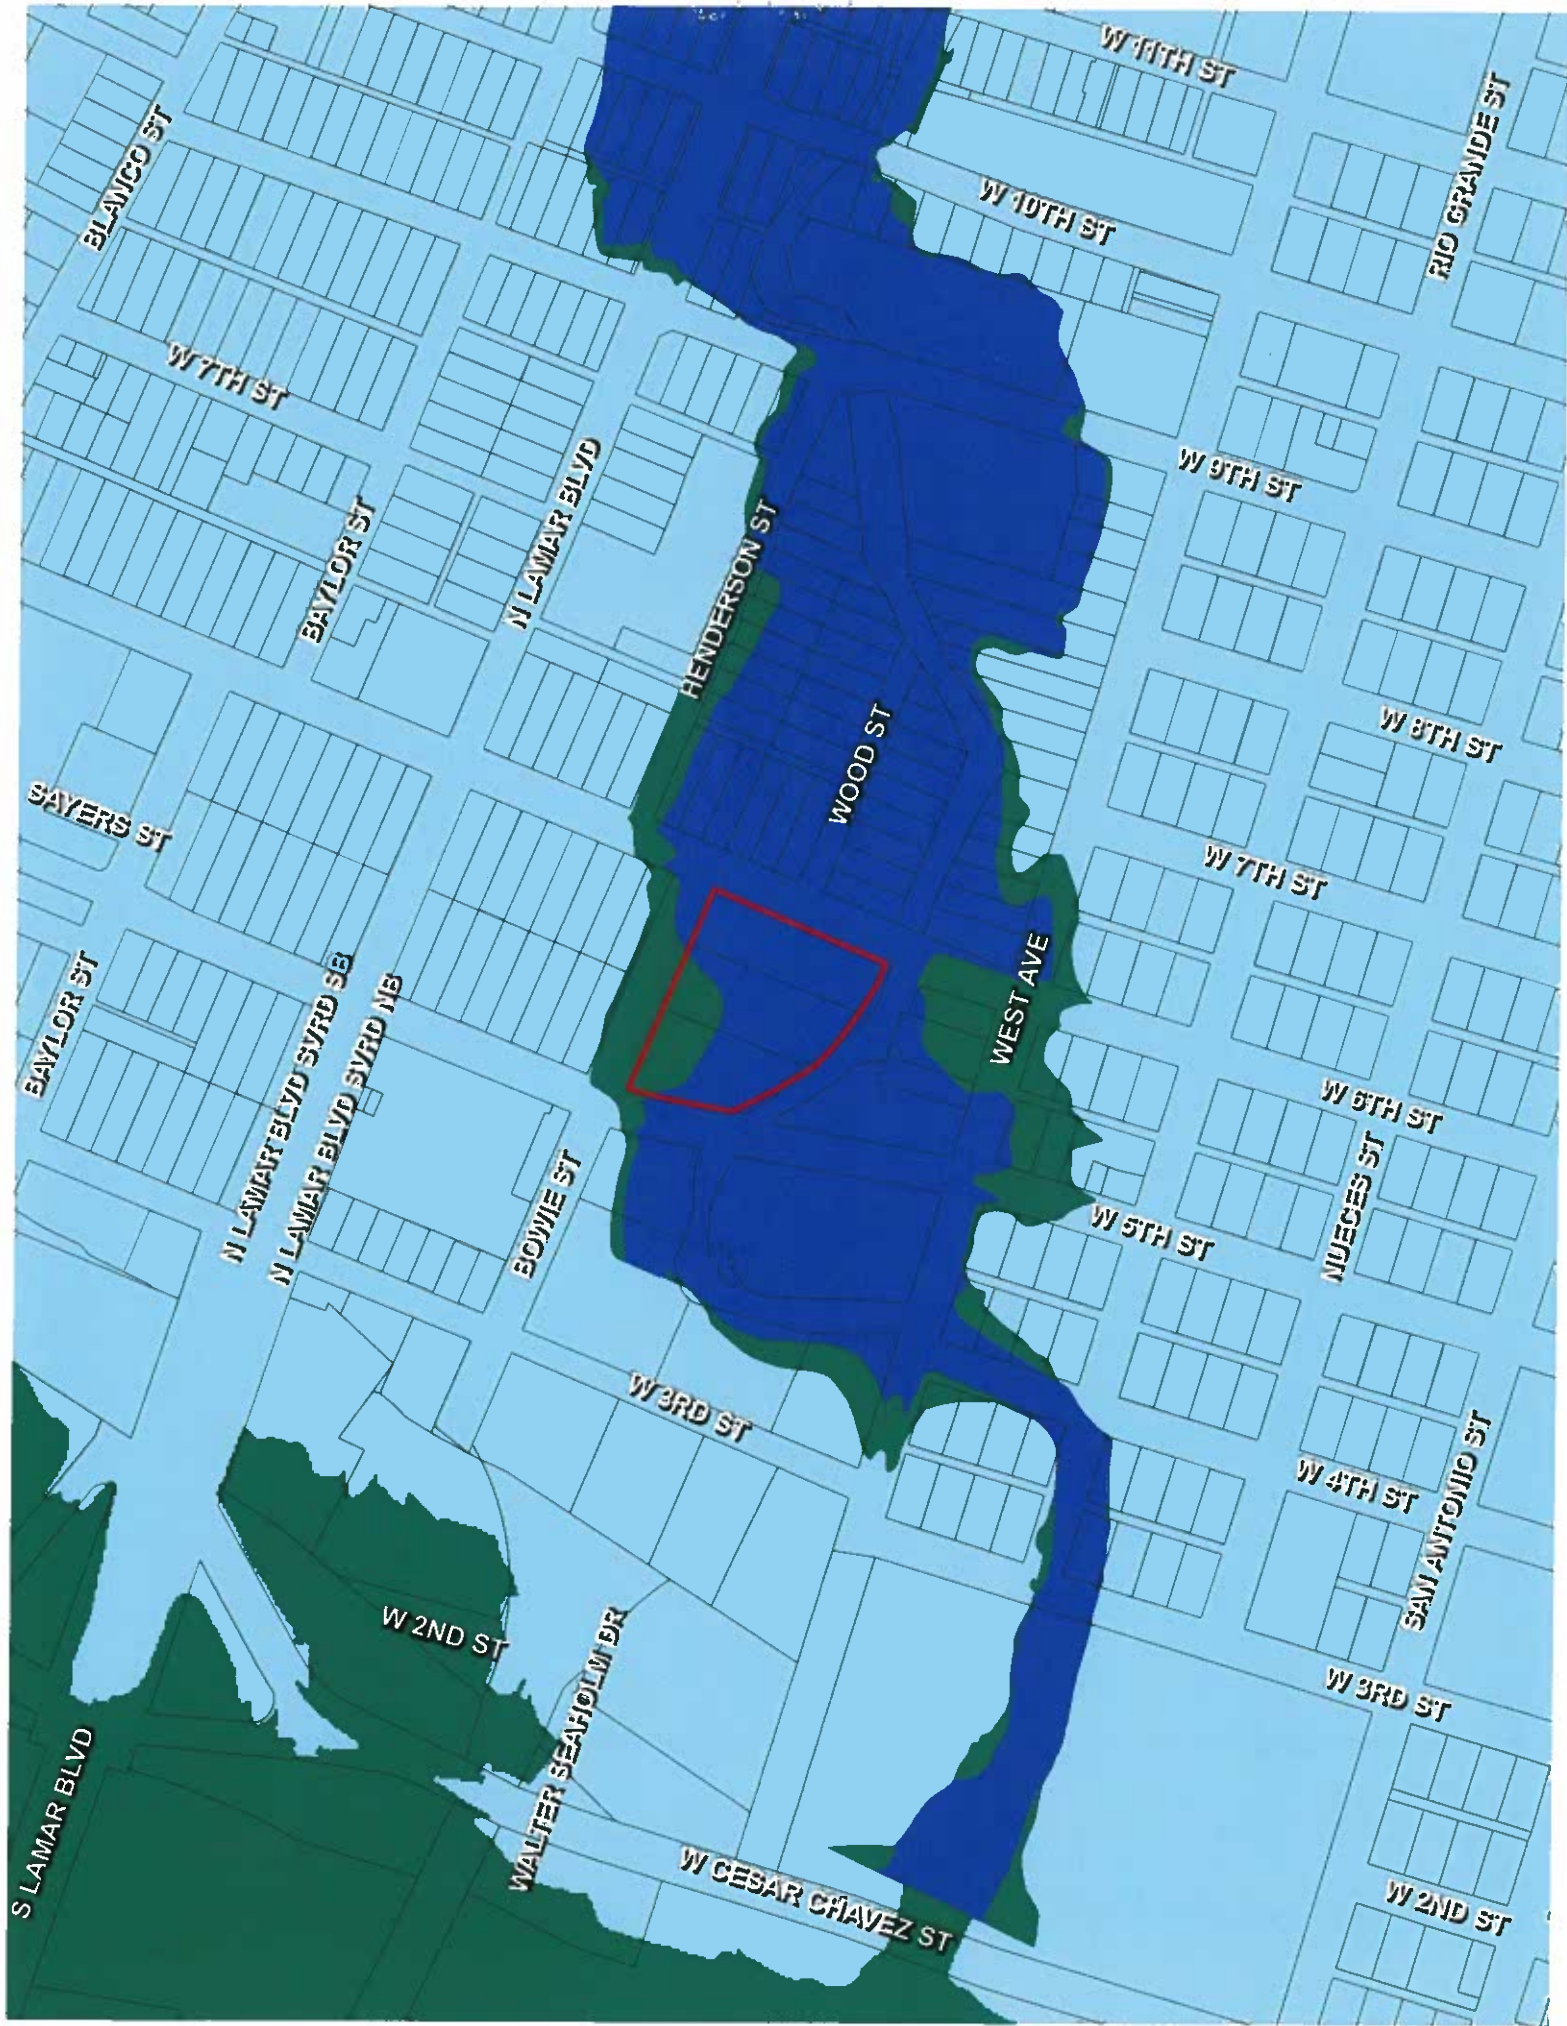 W 11TH ST
RIO GRANDE ST
BLANCO ST
W 10TH ST
W 7TH ST
W 9TH ST
N LAMAR BLVD
BAYLOR ST
HENDERSON ST
W 8TH ST
WOOD ST
SAYERS ST
W 7TH ST
WEST AVE
BAYLOR ST
N LAMAR BLVD SVRD SB
N LAMAR BLVD SVRD NB
W 6TH ST
BOWIE ST
NUECES ST
W 5TH ST
W 3RD ST
W 4TH ST
SAN ANTONIO ST
W 2ND ST
WALTER SEAHOLM DR
W 3RD ST
S LAMAR BLVD
W CESAR CHAVEZ ST
W 2ND ST